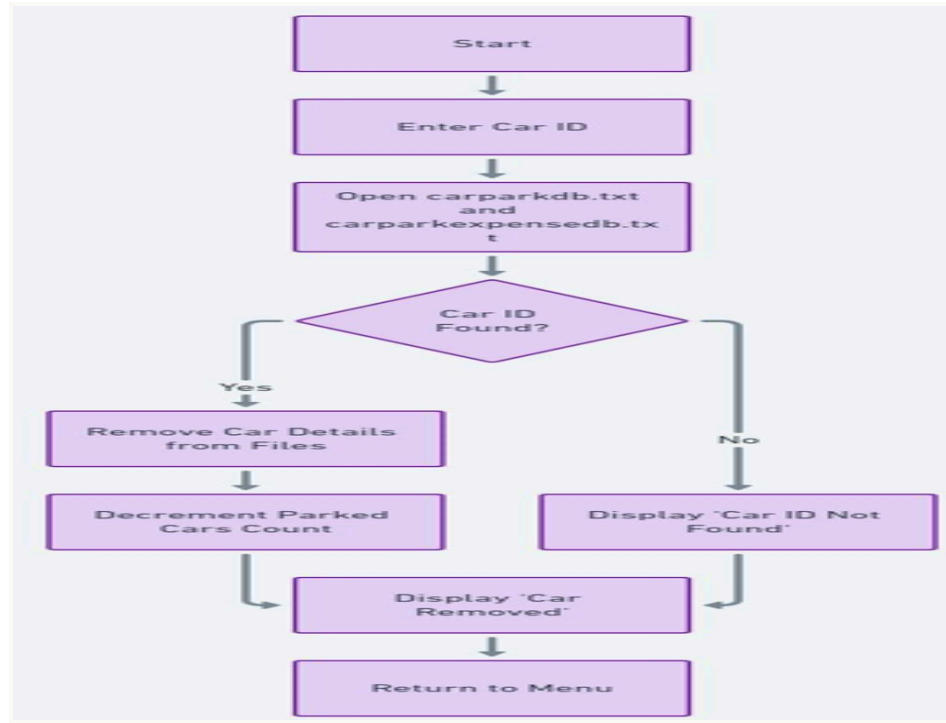 Start
Enter Car ID
Open carparkdb.txt
and
carparkexpensedb.tx
t
Car ID
Found?
Yes
Remove Car Details
from Files
No
Decrement Parked
Cars Count
Display 'Car ID Not
Found'
Display 'Car
Removed'
Return to Menu